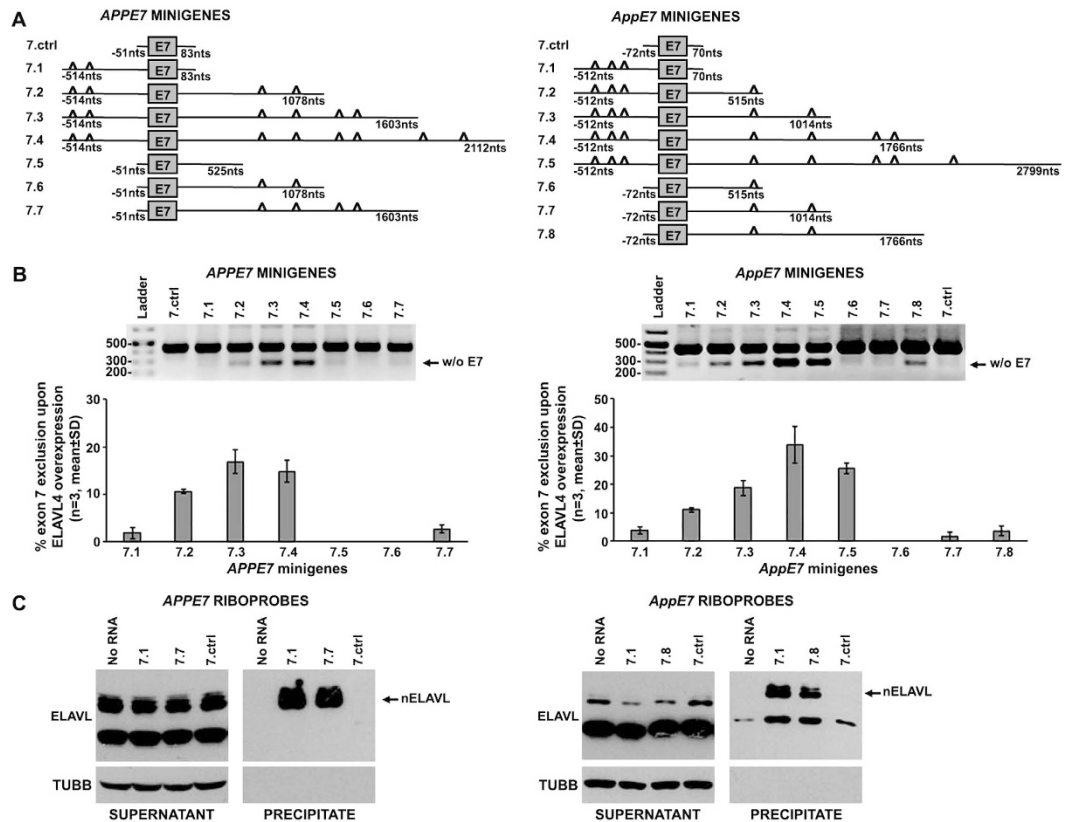 A
APPE7 MINIGENES
7.ctrl -51nts E7 83nts
7.1 -514nts E7 83nts
7.2 -514nts E7 1078nts
7.3 -514nts E7 1603nts
7.4 -514nts E7 2112nts
7.5 -51nts E7 525nts
7.6 -51nts E7 1078nts
7.7 -51nts E7 1603nts
AppE7 MINIGENES
7.ctrl -72nts E7 70nts
7.1 -512nts E7 70nts
7.2 -512nts E7 515nts
7.3 -512nts E7 1014nts
7.4 -512nts E7 1766nts
7.5 -512nts E7 2799nts
7.6 -72nts E7 515nts
7.7 -72nts E7 1014nts
7.8 -72nts E7 1766nts
B
APPE7 MINIGENES
Ladder 7.ctrl 7.1 7.2 7.3 7.4 7.5 7.6 7.7
500-
300-
200-
w/o E7
% exon 7 exclusion upon
ELAVL4 overexpression
(n=3, mean±SD)
30
20
10
0
7.1 7.2 7.3 7.4 7.5 7.6 7.7
APPE7 minigenes
AppE7 MINIGENES
Ladder 7.1 7.2 7.3 7.4 7.5 7.6 7.7 7.8 7.ctrl
500-
300-
200-
w/o E7
% exon 7 exclusion upon
ELAVL4 overexpression
(n=3, mean±SD)
50
40
30
20
10
0
7.1 7.2 7.3 7.4 7.5 7.6 7.7 7.8
AppE7 minigenes
C
APPE7 RIBOPROBES
No RNA 7.1 7.7 7.ctrl No RNA 7.1 7.7 7.ctrl
ELAVL
nELAVL
TUBB
SUPERNATANT PRECIPITATE
AppE7 RIBOPROBES
No RNA 7.1 7.8 7.ctrl No RNA 7.1 7.8 7.ctrl
ELAVL
nELAVL
TUBB
SUPERNATANT PRECIPITATE